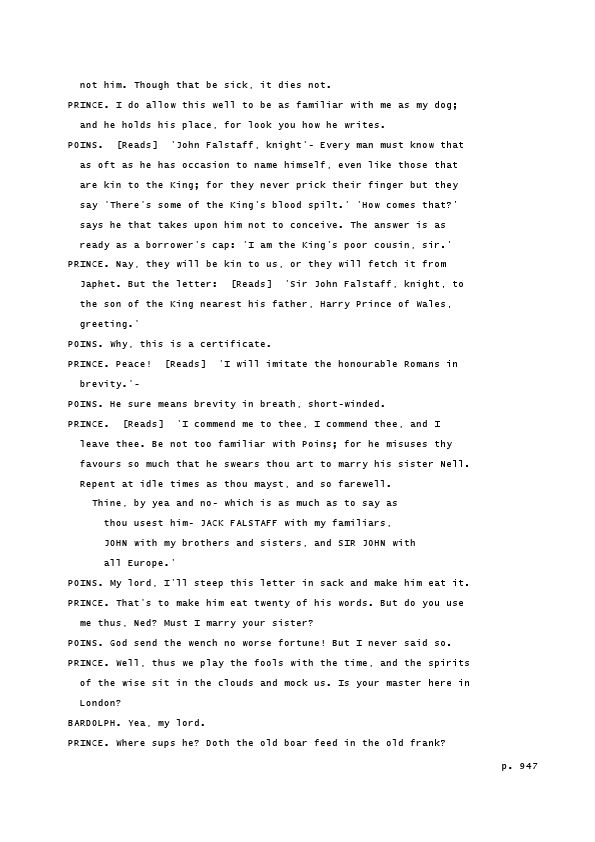 not him. Though that be sick, it dies not.
PRINCE. I do allow this well to be as familiar with me as my dog;
and he holds his place, for look you how he writes.
POINS.  [Reads]  'John Falstaff, knight'- Every man must know that
as oft as he has occasion to name himself, even like those that
are kin to the King; for they never prick their finger but they
say 'There's some of the King's blood spilt.' 'How comes that?'
says he that takes upon him not to conceive. The answer is as
ready as a borrower's cap: 'I am the King's poor cousin, sir.'
PRINCE. Nay, they will be kin to us, or they will fetch it from
Japhet. But the letter:  [Reads]  'Sir John Falstaff, knight, to
the son of the King nearest his father, Harry Prince of Wales,
greeting.'
POINS. Why, this is a certificate.
PRINCE. Peace!  [Reads]  'I will imitate the honourable Romans in
brevity.'-
POINS. He sure means brevity in breath, short-winded.
PRINCE.  [Reads]  'I commend me to thee, I commend thee, and I
leave thee. Be not too familiar with Poins; for he misuses thy
favours so much that he swears thou art to marry his sister Nell.
Repent at idle times as thou mayst, and so farewell.
Thine, by yea and no- which is as much as to say as
thou usest him- JACK FALSTAFF with my familiars,
JOHN with my brothers and sisters, and SIR JOHN with
all Europe.'
POINS. My lord, I'll steep this letter in sack and make him eat it.
PRINCE. That's to make him eat twenty of his words. But do you use
me thus, Ned? Must I marry your sister?
POINS. God send the wench no worse fortune! But I never said so.
PRINCE. Well, thus we play the fools with the time, and the spirits
of the wise sit in the clouds and mock us. Is your master here in
London?
BARDOLPH. Yea, my lord.
PRINCE. Where sups he? Doth the old boar feed in the old frank?
p. 947